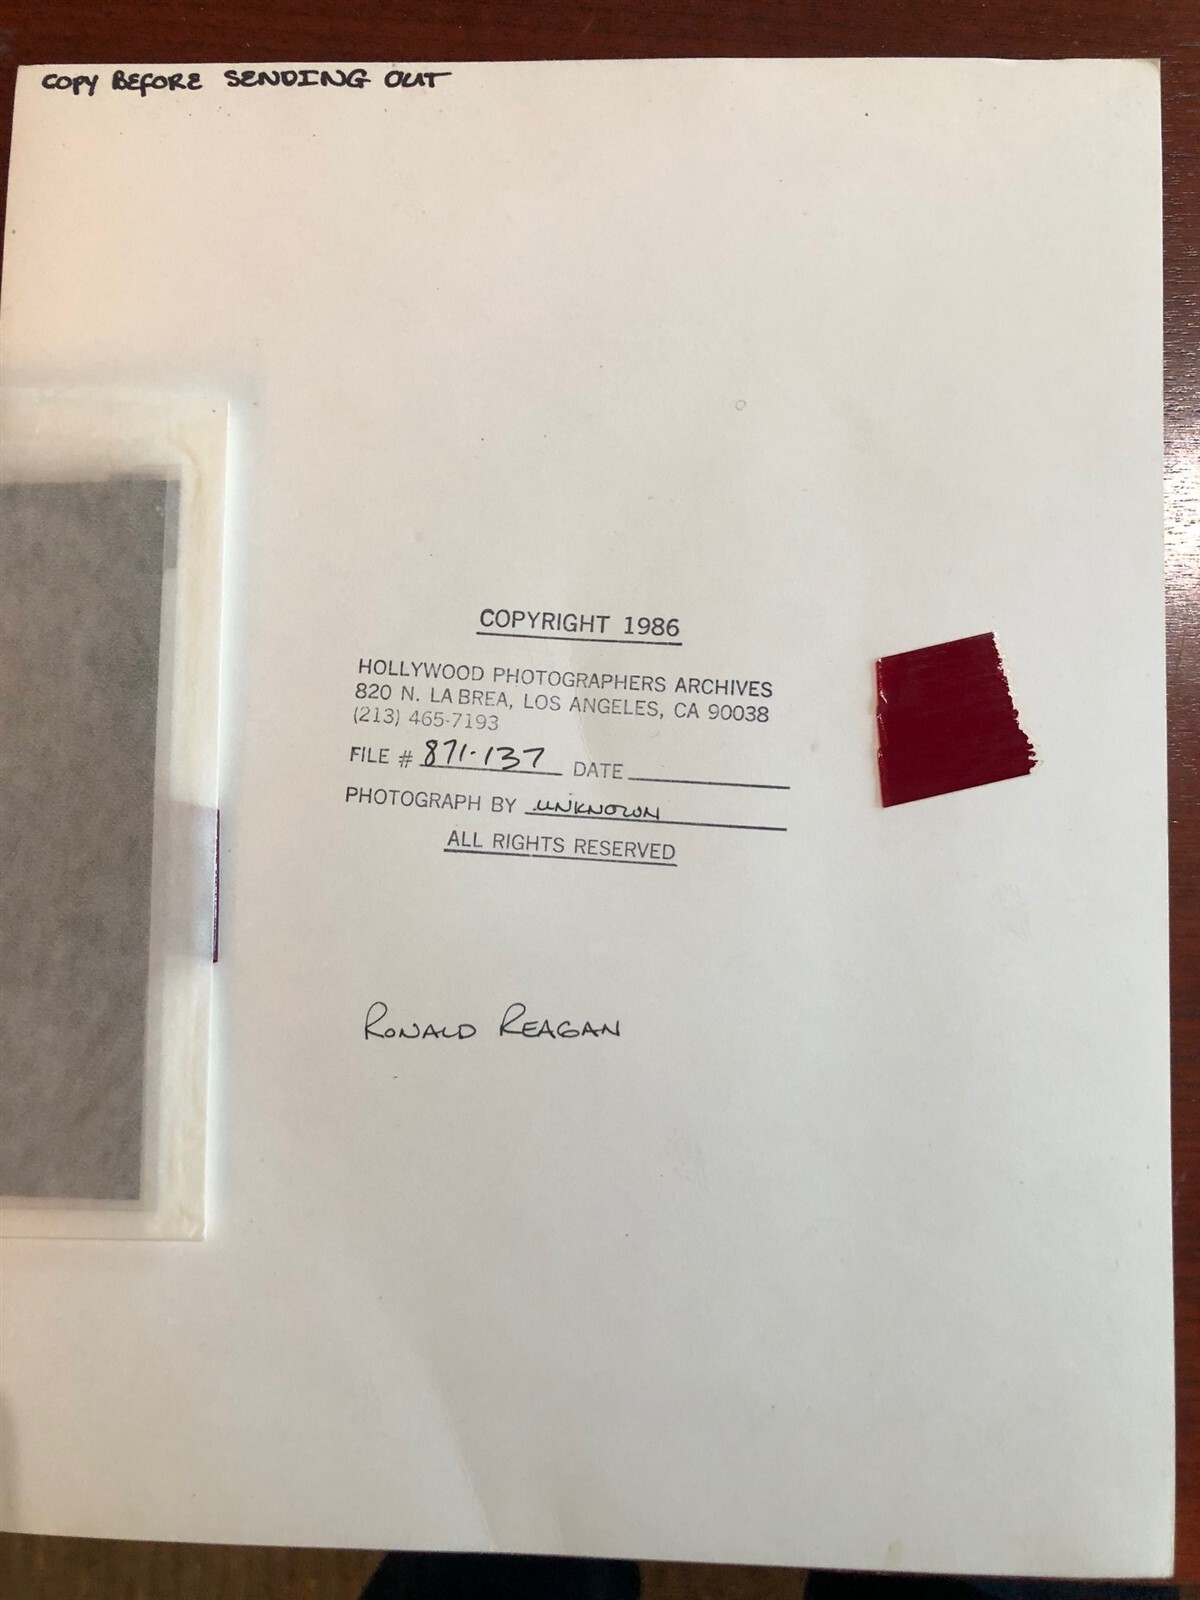 COPY BEFORE SENDING OUT
COPYRIGHT 1986
HOLLYWOOD PHOTOGRAPHERS ARCHIVES
820 N. LA BREA, LOS ANGELES, CA 90038
(213) 465-7193
FILE # 871-137 DATE
PHOTOGRAPH BY UNKNOWN
ALL RIGHTS RESERVED
RONALD REAGAN